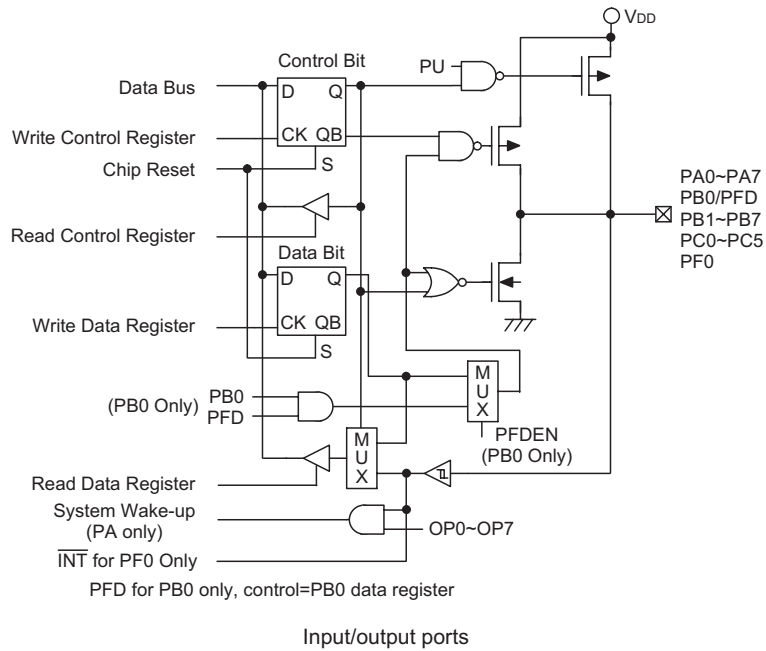 VDD
Control Bit
PU
Data Bus
D Q
Write Control Register
CK QB
Chip Reset
S
PA0~PA7
PB0/PFD
PB1~PB7
PC0~PC5
PF0
Read Control Register
Data Bit
D Q
Write Data Register
CK QB
S
M
U
X
(PB0 Only)
PB0
PFD
PFDEN
(PB0 Only)
M
U
X
Read Data Register
System Wake-up
(PA only)
OP0~OP7
INT for PF0 Only
PFD for PB0 only, control=PB0 data register
Input/output ports